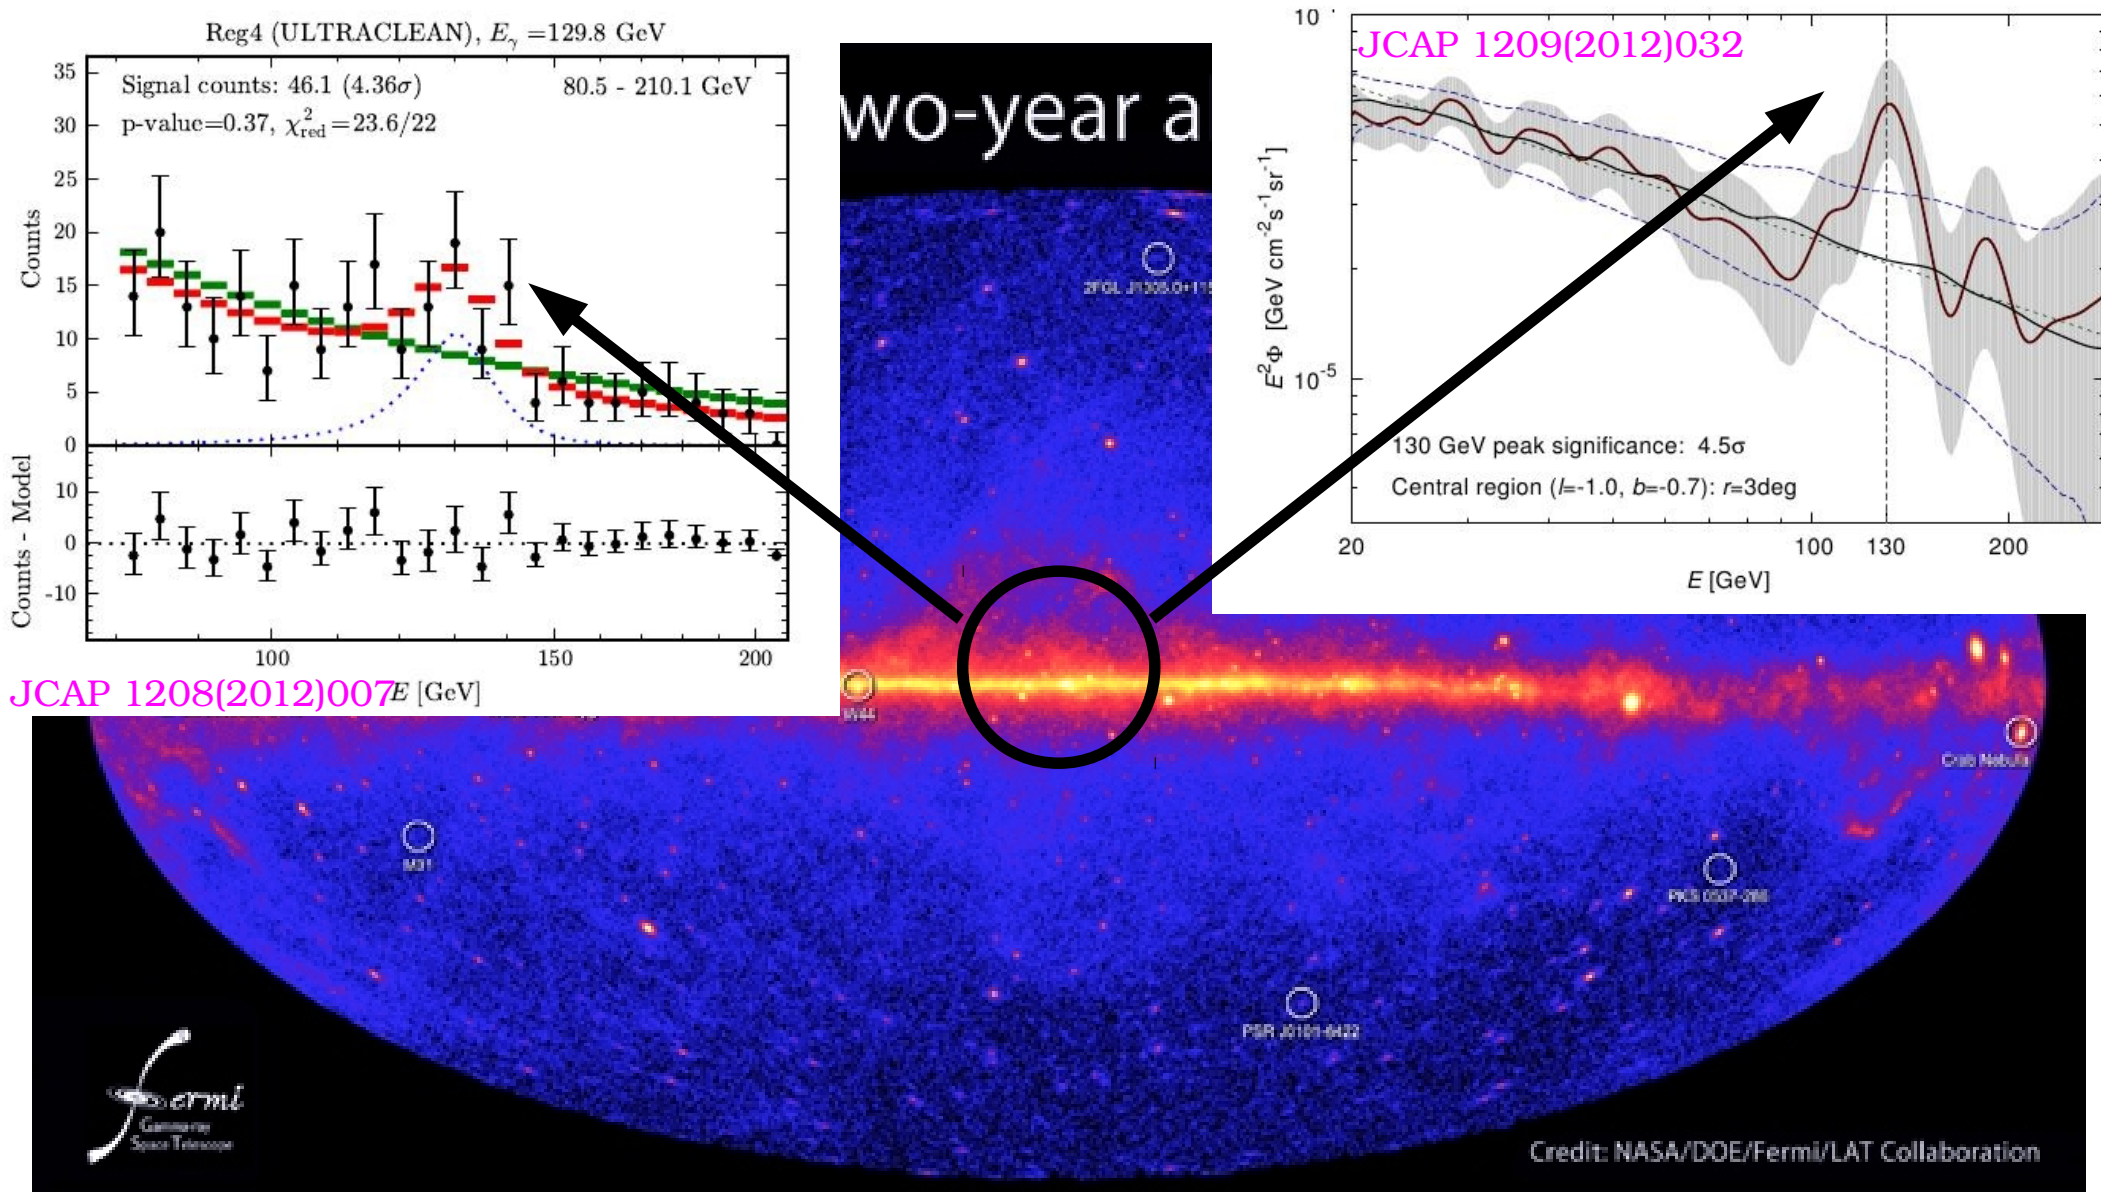 Reg4 (ULTRACLEAN), Eγ =129.8 GeV
Signal counts: 46.1 (4.36σ)
80.5 - 210.1 GeV
p-value=0.37, χ²red=23.6/22
35
30
25
20
15
10
5
0
Counts
10
0
-10
Counts - Model
100
150
200
E [GeV]
JCAP 1208(2012)007
wo-year a
JCAP 1209(2012)032
10
10-5
E²Φ [GeV cm-2s-1sr-1]
130 GeV peak significance: 4.5σ
Central region (l=-1.0, b=-0.7): r=3deg
20
100
130
200
E [GeV]
2FGL J1305.0+115
W44
Crab Nebula
M31
PKS 0537-286
PSR J0101-6422
Fermi
Gamma-ray
Space Telescope
Credit: NASA/DOE/Fermi/LAT Collaboration